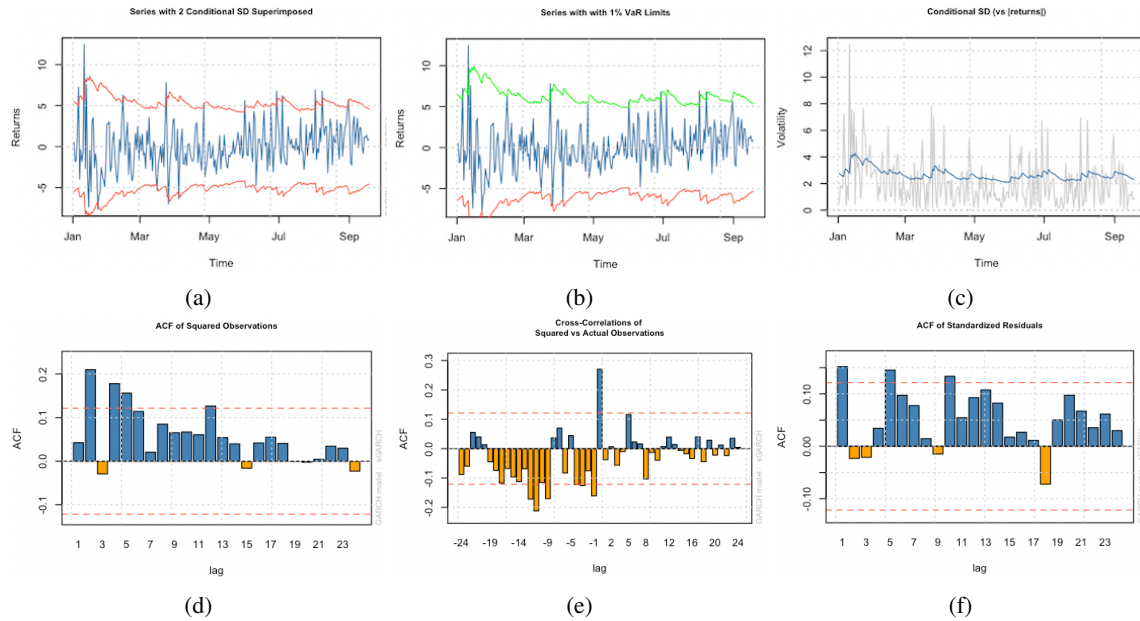 Series with 2 Conditional SD Superimposed
Returns
10
5
0
-5
Jan Mar May Jul Sep
Time
(a)
Series with with 1% VaR Limits
Returns
10
5
0
-5
Jan Mar May Jul Sep
Time
(b)
Conditional SD (vs |returns|)
Volatility
12
10
8
6
4
2
0
Jan Mar May Jul Sep
Time
(c)
ACF of Squared Observations
ACF
0.2
0.1
0.0
-0.1
1 3 5 7 9 11 13 15 17 19 21 23
lag
GARCH model : sGARCH
(d)
Cross-Correlations of
Squared vs Actual Observations
ACF
0.3
0.2
0.1
0.0
-0.1
-0.2
-24 -19 -14 -9 -5 -1 2 5 8 12 16 20 24
lag
GARCH model : sGARCH
(e)
ACF of Standardized Residuals
ACF
0.10
0.00
-0.10
1 3 5 7 9 11 13 15 17 19 21 23
lag
(f)